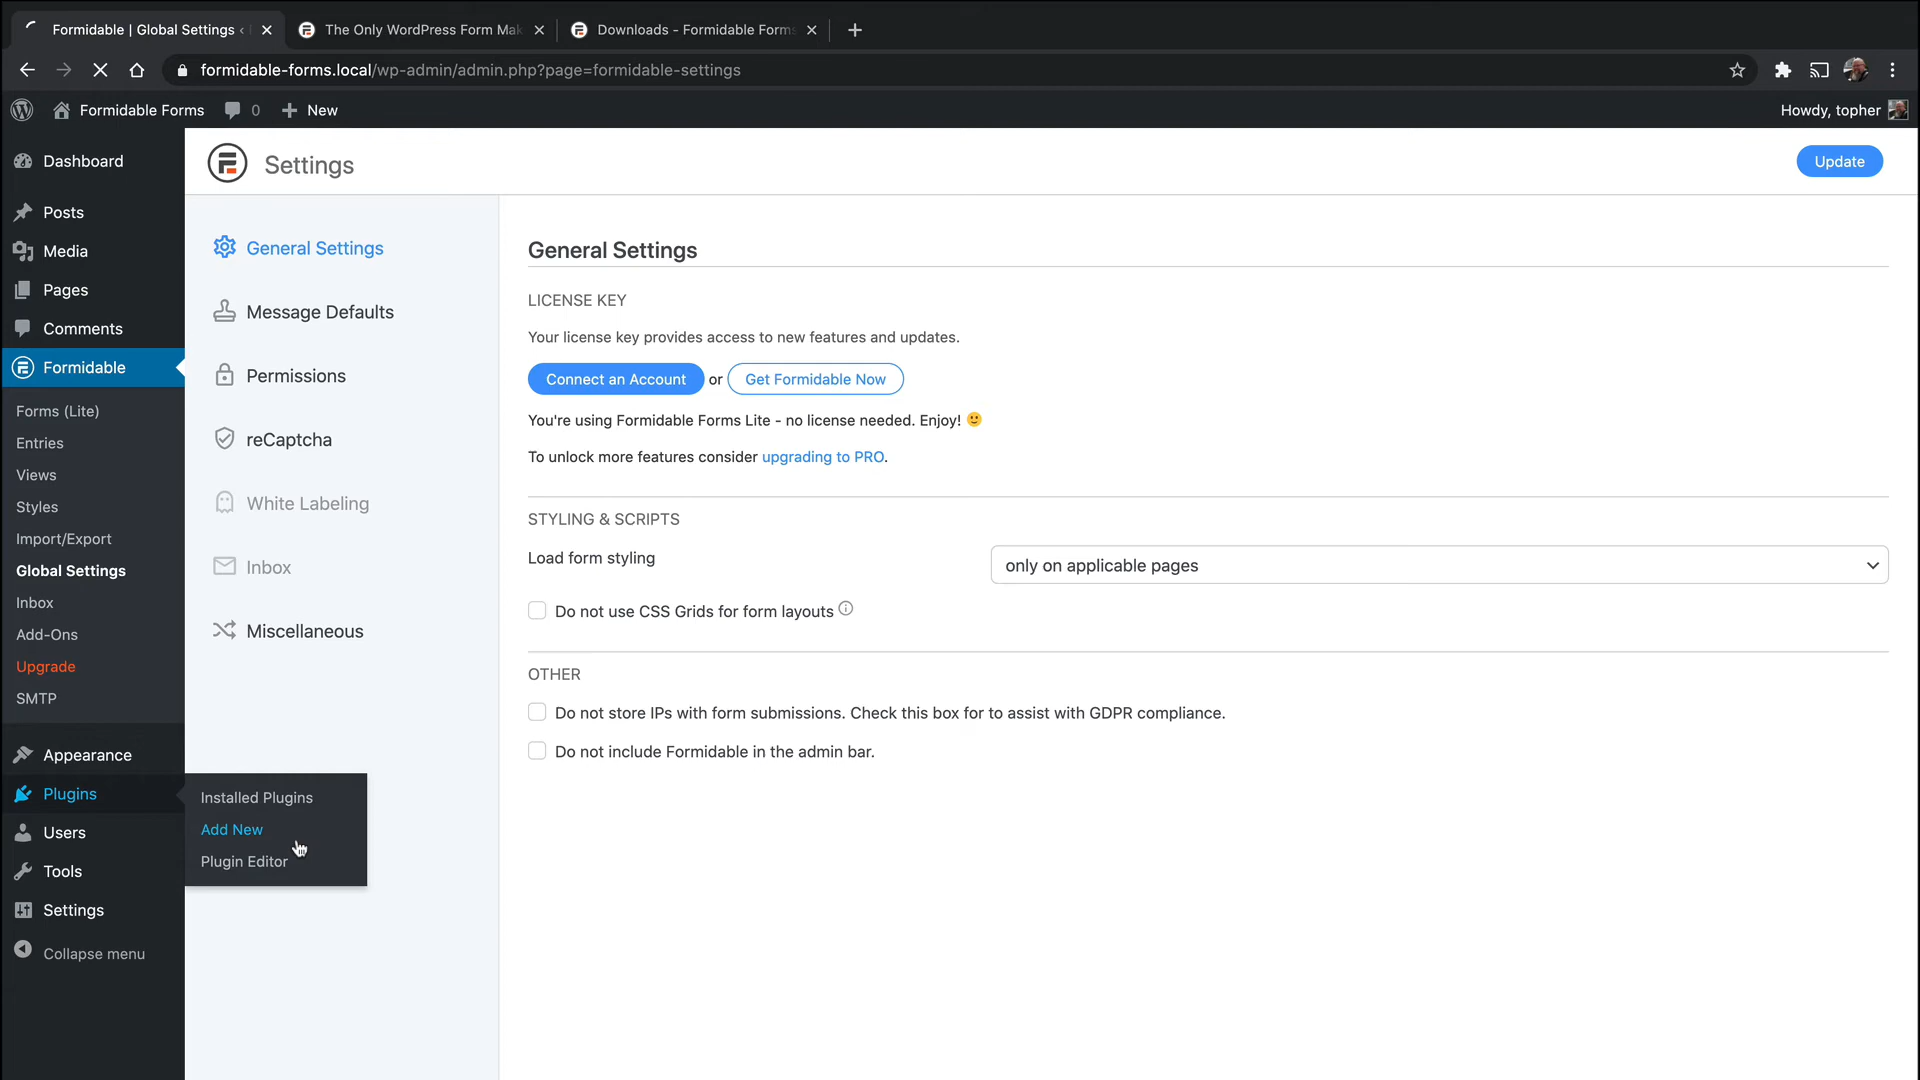 Formidable | Global Settings ‹
The Only WordPress Form Mak
Downloads - Formidable Forms
formidable-forms.local/wp-admin/admin.php?page=formidable-settings
Formidable Forms
0
New
Howdy, topher
Dashboard
Posts
Media
Pages
Comments
Formidable
Forms (Lite)
Entries
Views
Styles
Import/Export
Global Settings
Inbox
Add-Ons
Upgrade
SMTP
Appearance
Plugins
Users
Tools
Settings
Collapse menu
Installed Plugins
Add New
Plugin Editor
Settings
Update
General Settings
Message Defaults
Permissions
reCaptcha
White Labeling
Inbox
Miscellaneous
General Settings
LICENSE KEY
Your license key provides access to new features and updates.
Connect an Account or Get Formidable Now
You're using Formidable Forms Lite - no license needed. Enjoy! 🙂
To unlock more features consider upgrading to PRO.
STYLING & SCRIPTS
Load form styling
only on applicable pages
Do not use CSS Grids for form layouts
OTHER
Do not store IPs with form submissions. Check this box for to assist with GDPR compliance.
Do not include Formidable in the admin bar.